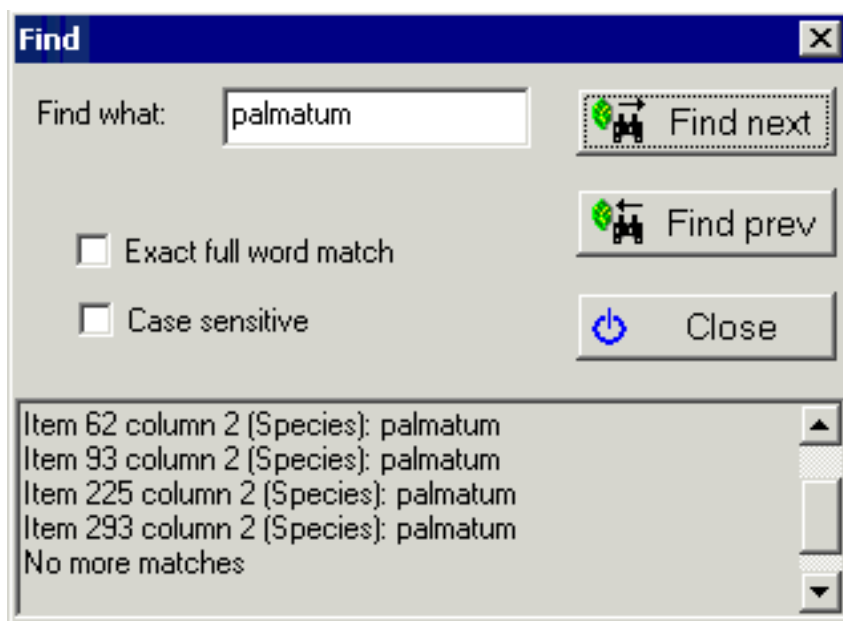 Find
Find what: palmatum
Find next
Find prev
Exact full word match
Case sensitive
Close
Item 62 column 2 (Species): palmatum
Item 93 column 2 (Species): palmatum
Item 225 column 2 (Species): palmatum
Item 293 column 2 (Species): palmatum
No more matches